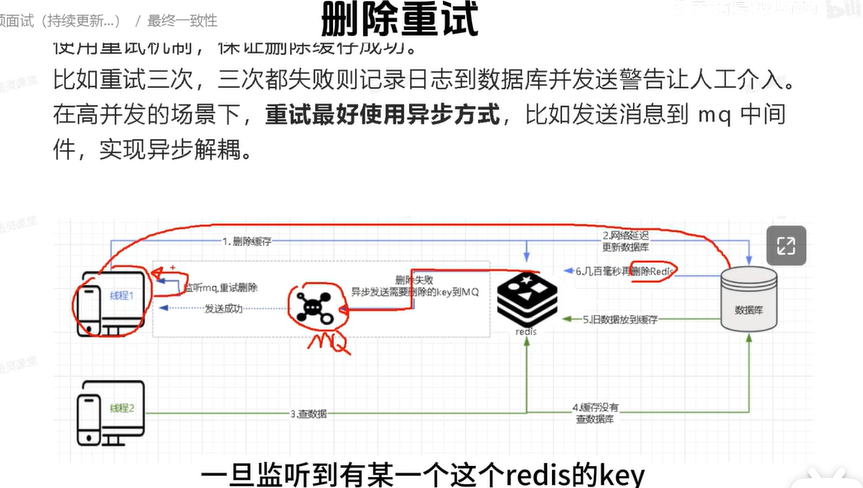 须面试（持续更新...） / 最终一致性
删除重试
使用重试机制，保证删除缓存成功。
比如重试三次，三次都失败则记录日志到数据库并发送警告让人工介入。
在高并发的场景下，重试最好使用异步方式，比如发送消息到 mq 中间
件，实现异步解耦。
1. 删除缓存
2.网络延迟
更新数据库
线程1
监听mq,重试删除
发送成功
删除失败
异步发送需要删除的key到MQ
MQ
redis
6.几百毫秒再删除Redis
5.旧数据放到缓存
数据库
线程2
3.查数据
4.缓存没有
查数据库
一旦监听到有某一个这个redis的key